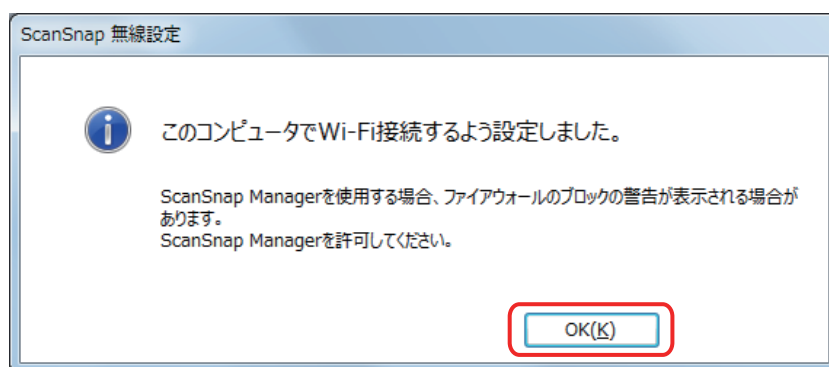 ScanSnap 無線設定
このコンピュータでWi-Fi接続するよう設定しました。
ScanSnap Managerを使用する場合、ファイアウォールのブロックの警告が表示される場合が
あります。
ScanSnap Managerを許可してください。
OK(K)